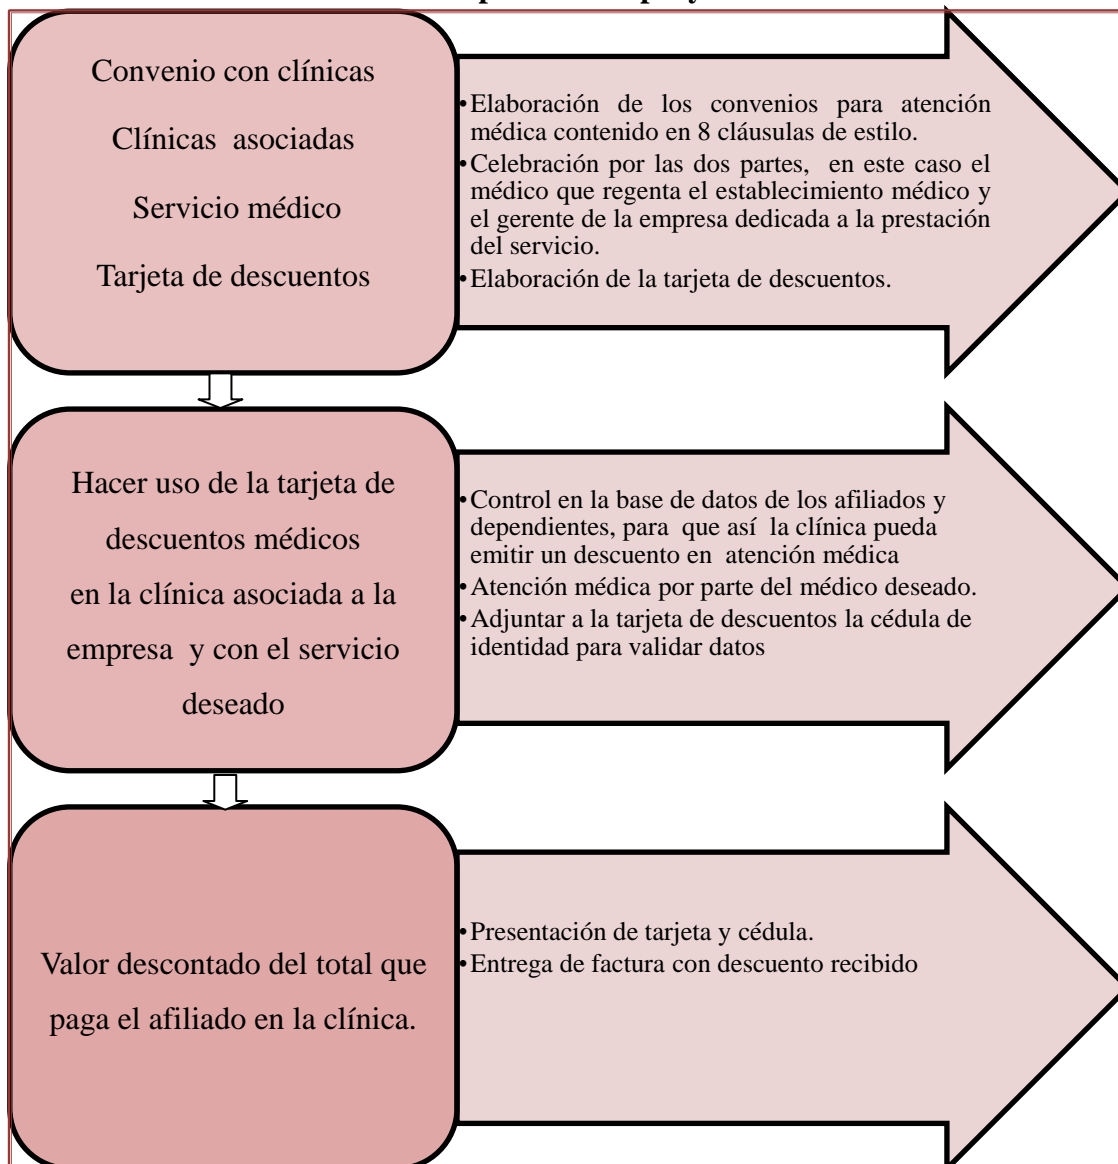 Convenio con clínicas
Clínicas asociadas
Servicio médico
Tarjeta de descuentos
•Elaboración de los convenios para atención
médica contenido en 8 cláusulas de estilo.
•Celebración por las dos partes, en este caso el
médico que regenta el establecimiento médico y
el gerente de la empresa dedicada a la prestación
del servicio.
•Elaboración de la tarjeta de descuentos.
Hacer uso de la tarjeta de
descuentos médicos
en la clínica asociada a la
empresa y con el servicio
deseado
•Control en la base de datos de los afiliados y
dependientes, para que así la clínica pueda
emitir un descuento en atención médica
•Atención médica por parte del médico deseado.
•Adjuntar a la tarjeta de descuentos la cédula de
identidad para validar datos
Valor descontado del total que
paga el afiliado en la clínica.
•Presentación de tarjeta y cédula.
•Entrega de factura con descuento recibido